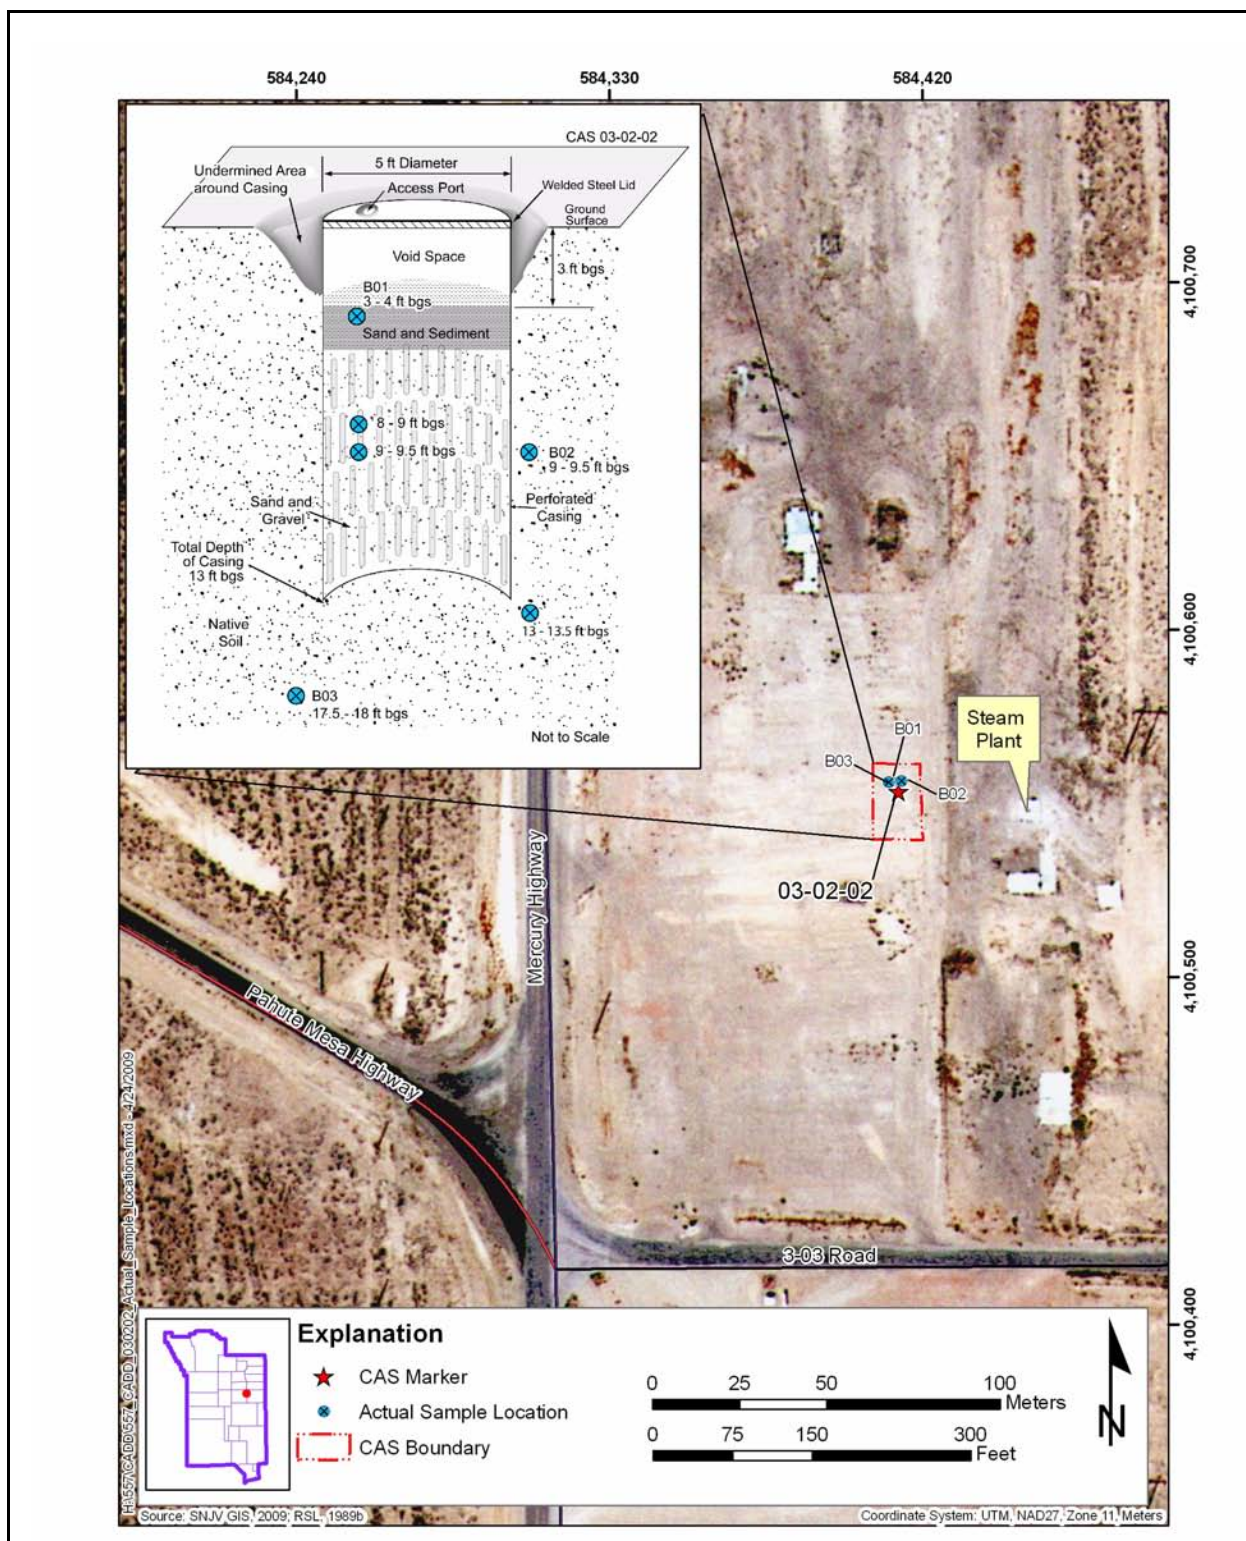 584,240
584,330
584,420
CAS 03-02-02
5 ft Diameter
Undermined Area
around Casing
Access Port
Welded Steel Lid
Ground
Surface
Void Space
3 ft bgs
B01
3 - 4 ft bgs
Sand and Sediment
8 - 9 ft bgs
9 - 9.5 ft bgs
B02
9 - 9.5 ft bgs
Sand and
Gravel
Perforated
Casing
Total Depth
of Casing
13 ft bgs
Native
Soil
13 - 13.5 ft bgs
B03
17.5 - 18 ft bgs
Not to Scale
4,100,700
4,100,600
4,100,500
4,100,400
Steam
Plant
B01
B03
B02
03-02-02
Mercury Highway
Pahute Mesa Highway
3-03 Road
H:\557\CADD\557_CADD_030202_Actual_Sample_Locations.mxd - 4/24/2009
Explanation
CAS Marker
Actual Sample Location
CAS Boundary
0 25 50 100
Meters
0 75 150 300
Feet
N
Source: SNJV GIS, 2009; RSL, 1989b
Coordinate System: UTM, NAD27, Zone 11, Meters